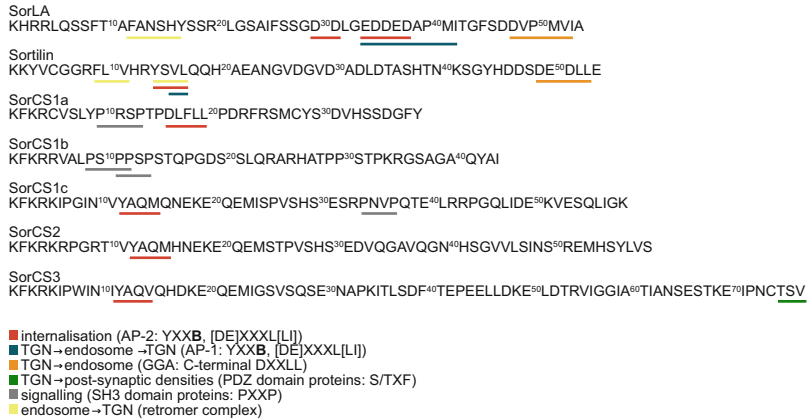 SorLA
KHRRLQSSFT¹⁰AFANSHYSSR²⁰LGSAIFSSGD³⁰DLGEDDEDAP⁴⁰MITGFSDDVP⁵⁰MVIA
Sortilin
KKYVCGGRFL¹⁰VHRYSVLQQH²⁰AEANGVDGVD³⁰ADLDTASHTN⁴⁰KSGYHDDSDE⁵⁰DLLE
SorCS1a
KFKRCVSLYP¹⁰RSPTPDLFLL²⁰PDRFRSMCYS³⁰DVHSSDGFY
SorCS1b
KFKRRVALPS¹⁰PPSPSTQPGDS²⁰SLQRARHATPP³⁰STPKRGSAGA⁴⁰QYAI
SorCS1c
KFKRKIPGIN¹⁰VYAQMQNEKE²⁰QEMISPVSHS³⁰ESRPNVPQTE⁴⁰LRRPGQLIDE⁵⁰KVESQLIGK
SorCS2
KFKRKRPGRT¹⁰VYAQMHNEKE²⁰QEMSTPVSHS³⁰EDVQGAVQGN⁴⁰HSGVVLSINS⁵⁰REMHSYLVS
SorCS3
KFKRKIPWIN¹⁰IYAQVQHDKE²⁰QEMIGSVSQSE³⁰NAPKITLSDF⁴⁰TEPEELLDKE⁵⁰LDTRVIGGIA⁶⁰TIANSESTKE⁷⁰IPNCTSV
internalisation (AP-2: YXXB, [DE]XXXL[LI])
TGN→endosome →TGN (AP-1: YXXB, [DE]XXXL[LI])
TGN→endosome (GGA: C-terminal DXXLL)
TGN→post-synaptic densities (PDZ domain proteins: S/TXF)
signalling (SH3 domain proteins: PXXP)
endosome→TGN (retromer complex)